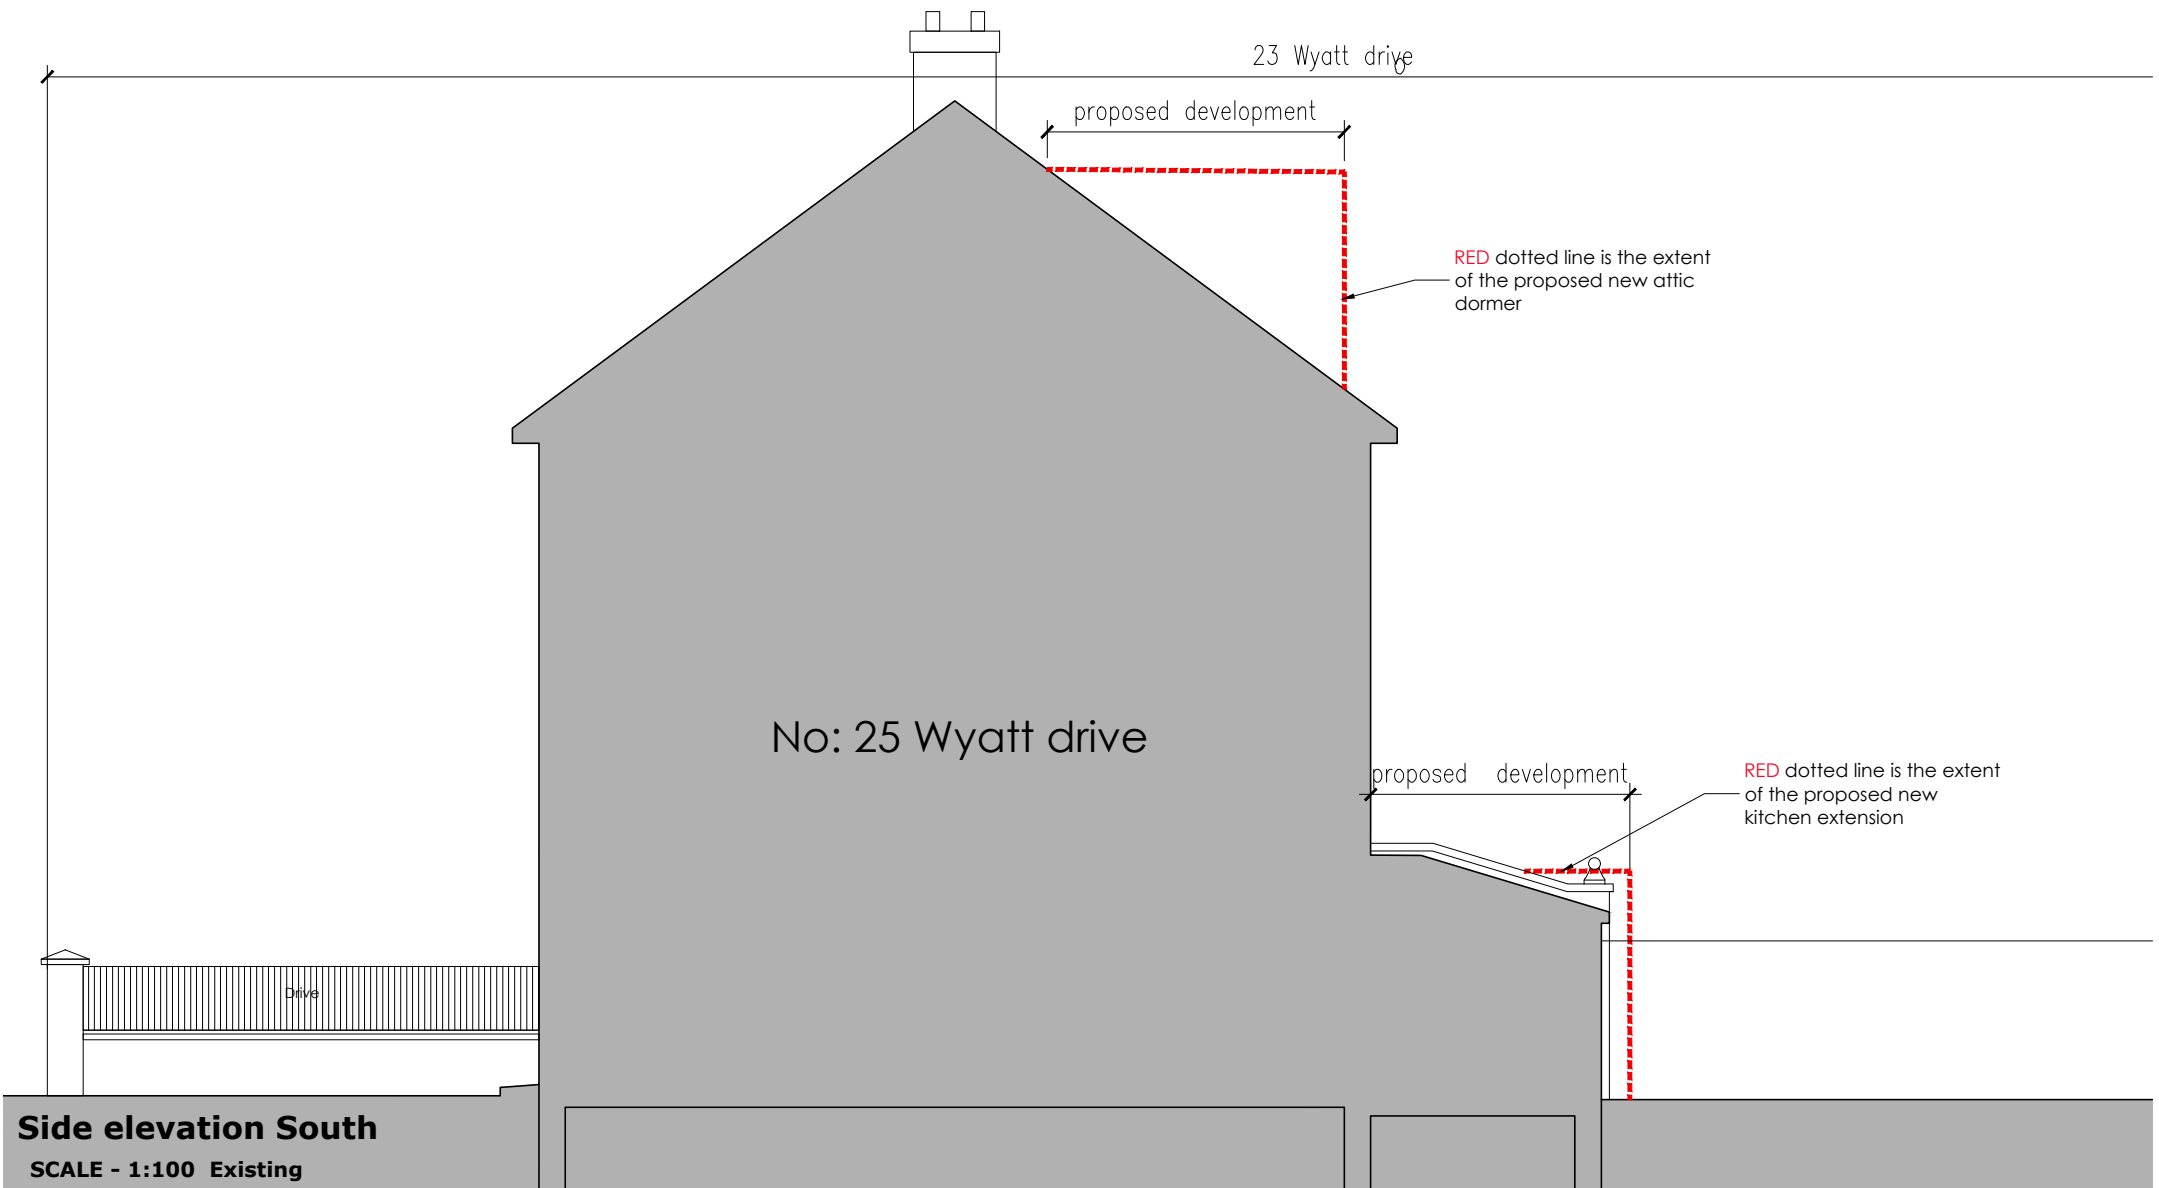 23 Wyatt drive
proposed development
RED dotted line is the extent
of the proposed new attic
dormer
No: 25 Wyatt drive
proposed development
RED dotted line is the extent
of the proposed new
kitchen extension
Drive
Side elevation South
SCALE - 1:100 Existing